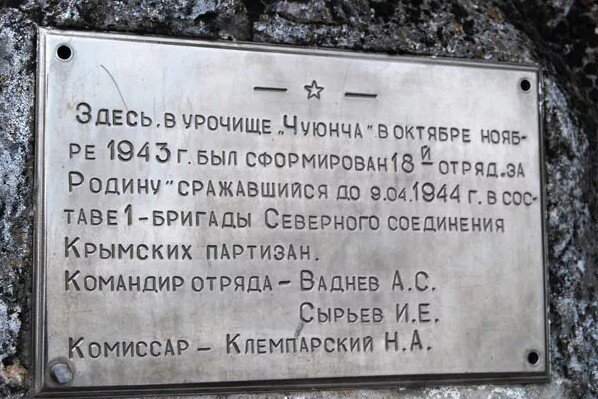 Здесь, в урочище „Чуюнча" в октябре нояб-
ре 1943 г. был сформирован 18й отряд „За
Родину" сражавшийся до 9.04.1944 г. в сос-
таве 1-бригады Северного соединения
Крымских партизан.
Командир отряда – Ваднев А.С.
Сырьев И.Е.
Комиссар – Клемпарский Н.А.